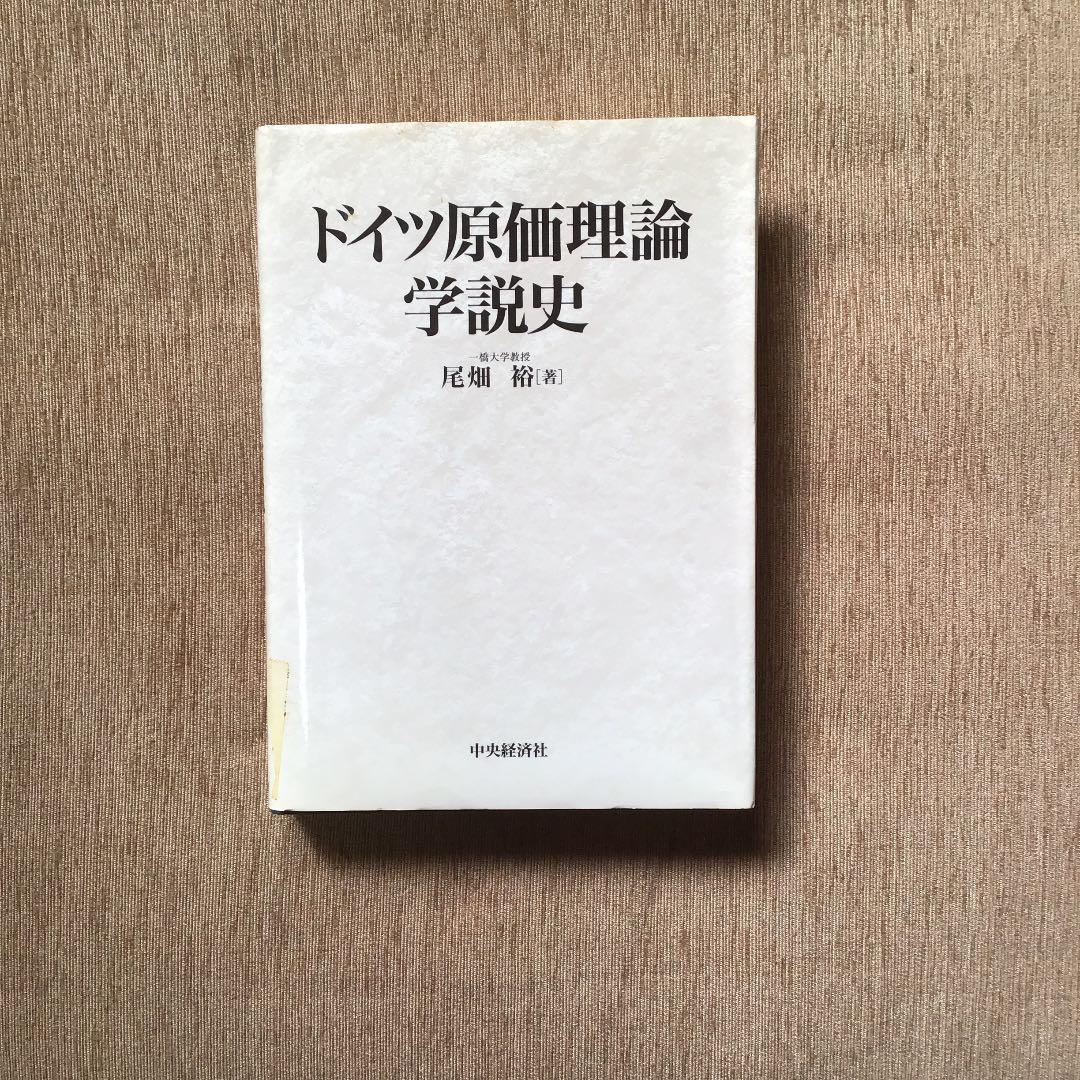 ドイツ原価理論
学説史
一橋大学教授
尾畑 裕[著]
中央経済社